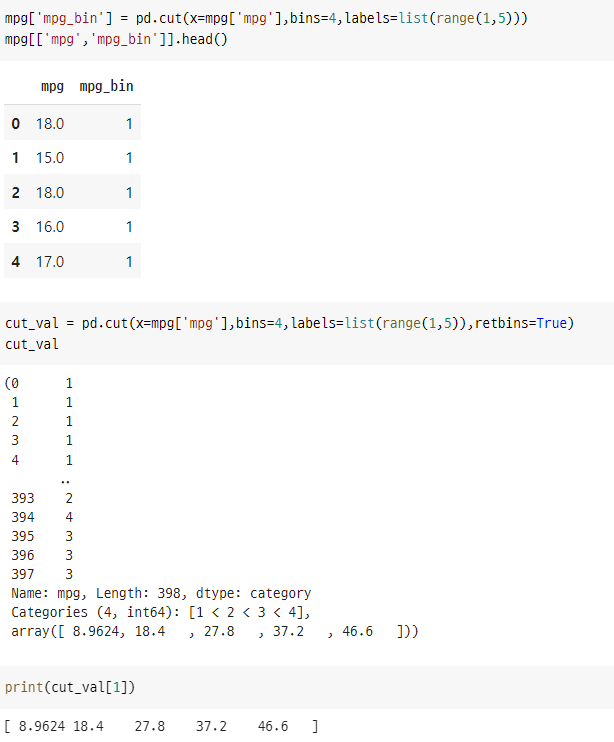 mpg['mpg_bin'] = pd.cut(x=mpg['mpg'],bins=4,labels=list(range(1,5)))
mpg[['mpg','mpg_bin']].head()
mpg mpg_bin
0 18.0 1
1 15.0 1
2 18.0 1
3 16.0 1
4 17.0 1
cut_val = pd.cut(x=mpg['mpg'],bins=4,labels=list(range(1,5)),retbins=True)
cut_val
(0      1
 1      1
 2      1
 3      1
 4      1
       ..
 393    2
 394    4
 395    3
 396    3
 397    3
 Name: mpg, Length: 398, dtype: category
 Categories (4, int64): [1 < 2 < 3 < 4],
 array([ 8.9624, 18.4   , 27.8   , 37.2   , 46.6   ]))
print(cut_val[1])
[ 8.9624 18.4    27.8    37.2    46.6   ]